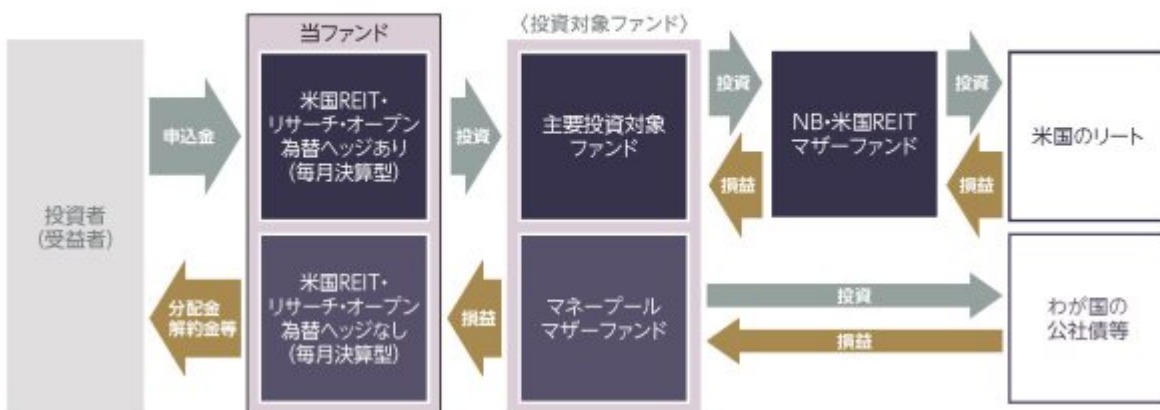 投資者
(受益者)
申込金
分配金
解約金等
当ファンド
米国REIT・
リサーチ・オープン
為替ヘッジあり
(毎月決算型)
米国REIT・
リサーチ・オープン
為替ヘッジなし
(毎月決算型)
投資
損益
〈投資対象ファンド〉
主要投資対象
ファンド
マネープール
マザーファンド
投資
損益
NB・米国REIT
マザーファンド
投資
損益
米国のリート
投資
損益
わが国の
公社債等